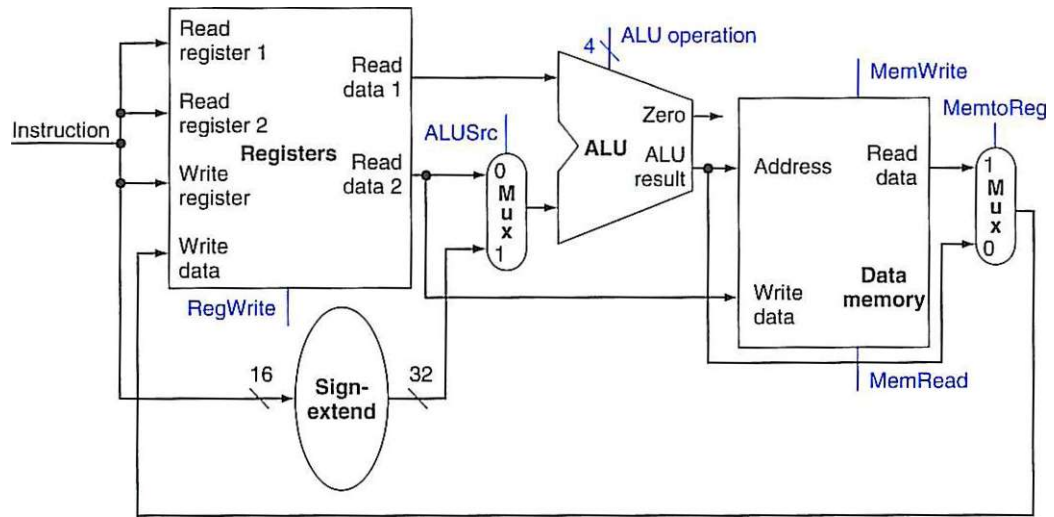 Instruction
Read
register 1
Read
register 2
Write
register
Write
data
Registers
Read
data 1
Read
data 2
RegWrite
16
Sign-
extend
32
ALUSrc
0
Mux
1
4
ALU operation
Zero
ALU
ALU
result
MemWrite
Address
Read
data
Write
data
Data
memory
MemRead
MemtoReg
1
Mux
0